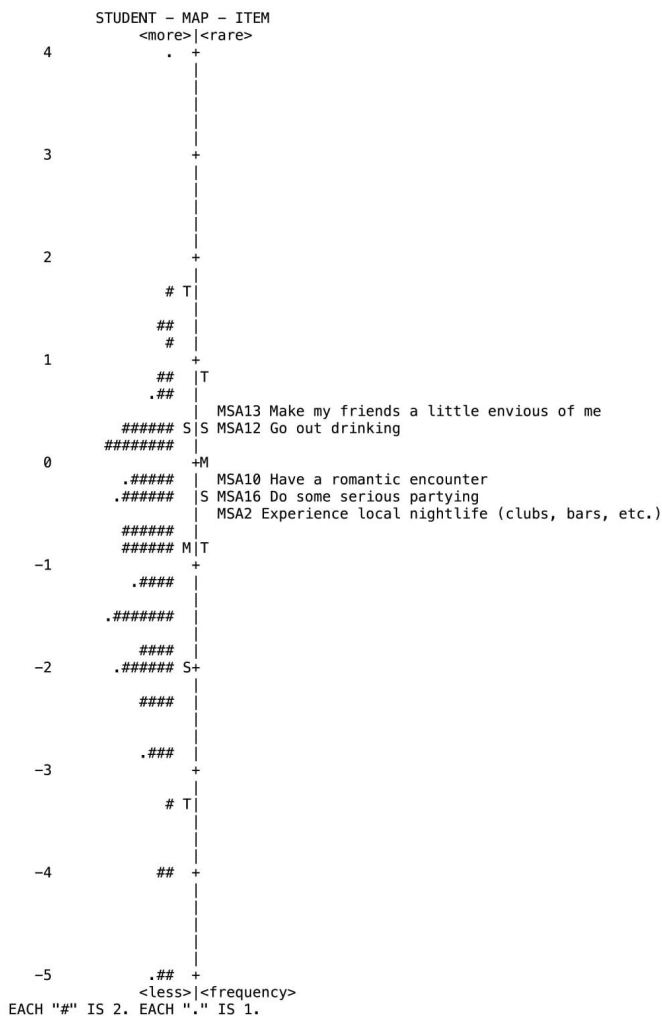 STUDENT - MAP - ITEM
<more>|<rare>
4 . +
|
|
|
|
|
3 +
|
|
|
|
|
2 +
|
# T|
|
## |
# |
1 +
## |T
.## |
| MSA13 Make my friends a little envious of me
###### S|S MSA12 Go out drinking
######## |
0 +M
.##### | MSA10 Have a romantic encounter
.###### |S MSA16 Do some serious partying
| MSA2 Experience local nightlife (clubs, bars, etc.)
###### |
###### M|T
-1 +
.#### |
|
.####### |
|
#### |
-2 .###### S+
|
#### |
|
|
.### |
-3 +
|
# T|
|
|
|
-4 ## +
|
|
|
|
|
-5 .## +
<less>|<frequency>
EACH "#" IS 2. EACH "." IS 1.